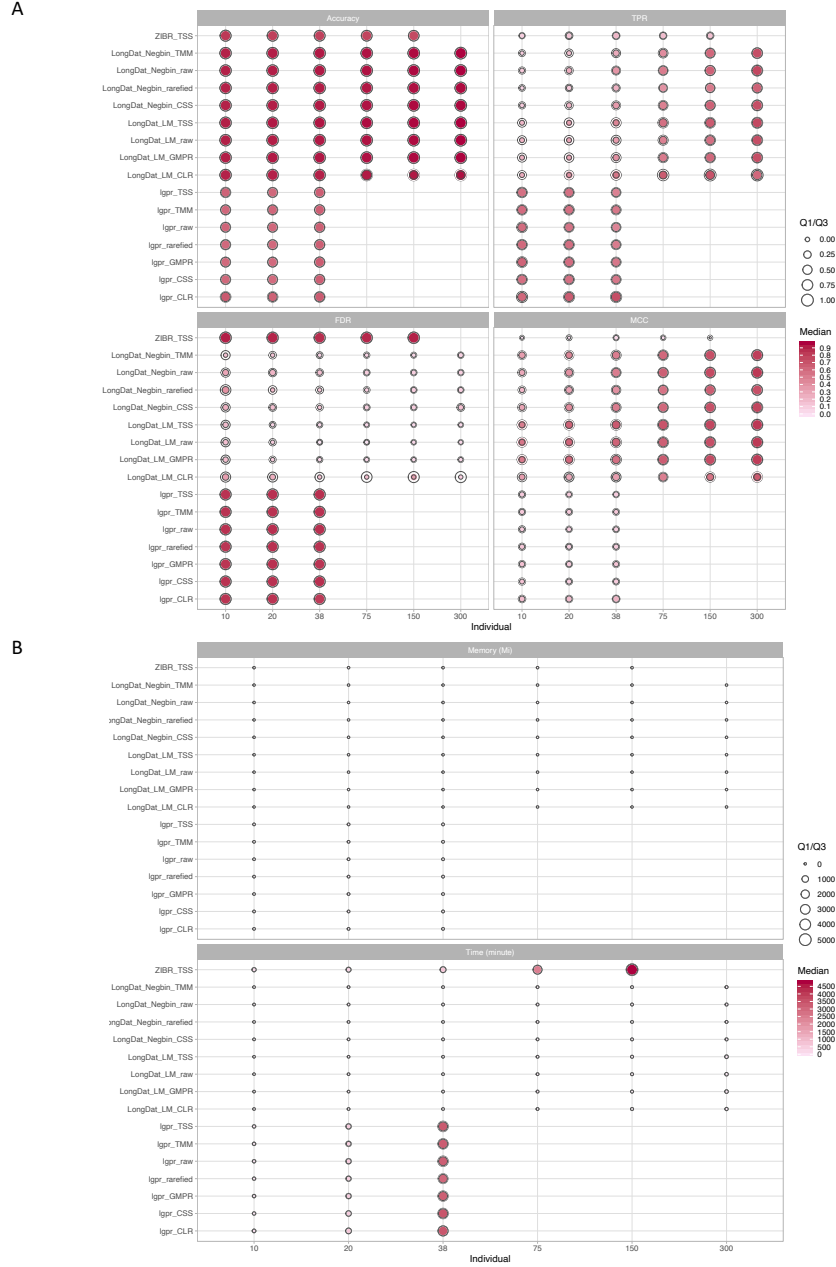 A
Accuracy
TPR
ZIBR_TSS
LongDat_Negbin_TMM
LongDat_Negbin_raw
LongDat_Negbin_rarefied
LongDat_Negbin_CSS
LongDat_LM_TSS
LongDat_LM_raw
LongDat_LM_GMPR
LongDat_LM_CLR
lgpr_TSS
lgpr_TMM
lgpr_raw
lgpr_rarefied
lgpr_GMPR
lgpr_CSS
lgpr_CLR
FDR
MCC
ZIBR_TSS
LongDat_Negbin_TMM
LongDat_Negbin_raw
LongDat_Negbin_rarefied
LongDat_Negbin_CSS
LongDat_LM_TSS
LongDat_LM_raw
LongDat_LM_GMPR
LongDat_LM_CLR
lgpr_TSS
lgpr_TMM
lgpr_raw
lgpr_rarefied
lgpr_GMPR
lgpr_CSS
lgpr_CLR
10 20 38 75 150 300 10 20 38 75 150 300
Individual
Q1/Q3
0.00
0.25
0.50
0.75
1.00
Median
0.9
0.8
0.7
0.6
0.5
0.4
0.3
0.2
0.1
0.0
B
Memory (Mi)
ZIBR_TSS
LongDat_Negbin_TMM
LongDat_Negbin_raw
ongDat_Negbin_rarefied
LongDat_Negbin_CSS
LongDat_LM_TSS
LongDat_LM_raw
LongDat_LM_GMPR
LongDat_LM_CLR
lgpr_TSS
lgpr_TMM
lgpr_raw
lgpr_rarefied
lgpr_GMPR
lgpr_CSS
lgpr_CLR
Time (minute)
ZIBR_TSS
LongDat_Negbin_TMM
LongDat_Negbin_raw
ongDat_Negbin_rarefied
LongDat_Negbin_CSS
LongDat_LM_TSS
LongDat_LM_raw
LongDat_LM_GMPR
LongDat_LM_CLR
lgpr_TSS
lgpr_TMM
lgpr_raw
lgpr_rarefied
lgpr_GMPR
lgpr_CSS
lgpr_CLR
10 20 38 75 150 300
Individual
Q1/Q3
0
1000
2000
3000
4000
5000
Median
4500
4000
3500
3000
2500
2000
1500
1000
500
0